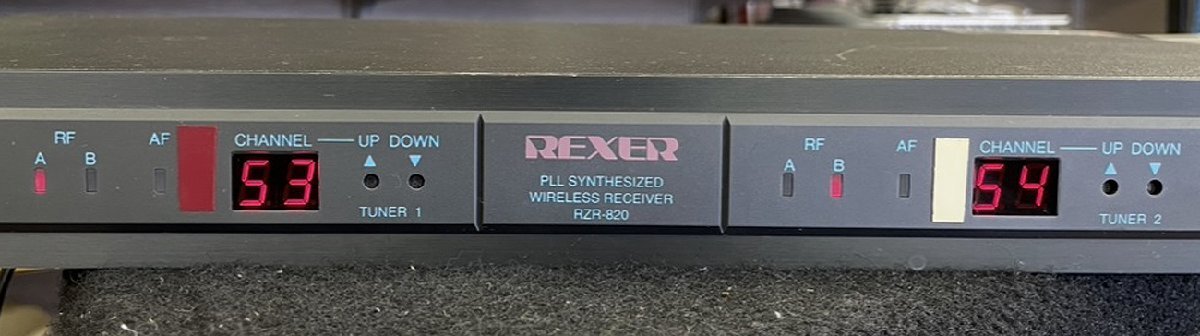 RF AF CHANNEL UP DOWN
A B
53
TUNER 1
REXER
PLL SYNTHESIZED
WIRELESS RECEIVER
RZR-820
RF AF CHANNEL UP DOWN
A B
54
TUNER 2